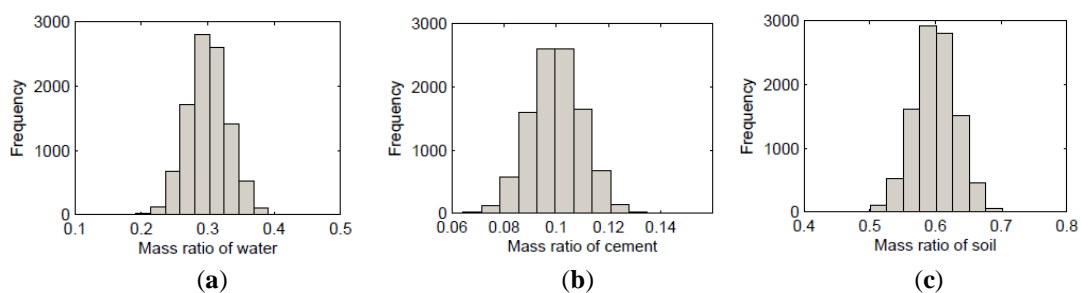 3000
2000
1000
0
Frequency
0.1 0.2 0.3 0.4 0.5
Mass ratio of water
(a)
3000
2000
1000
0
Frequency
0.06 0.08 0.1 0.12 0.14
Mass ratio of cement
(b)
3000
2000
1000
0
Frequency
0.4 0.5 0.6 0.7 0.8
Mass ratio of soil
(c)